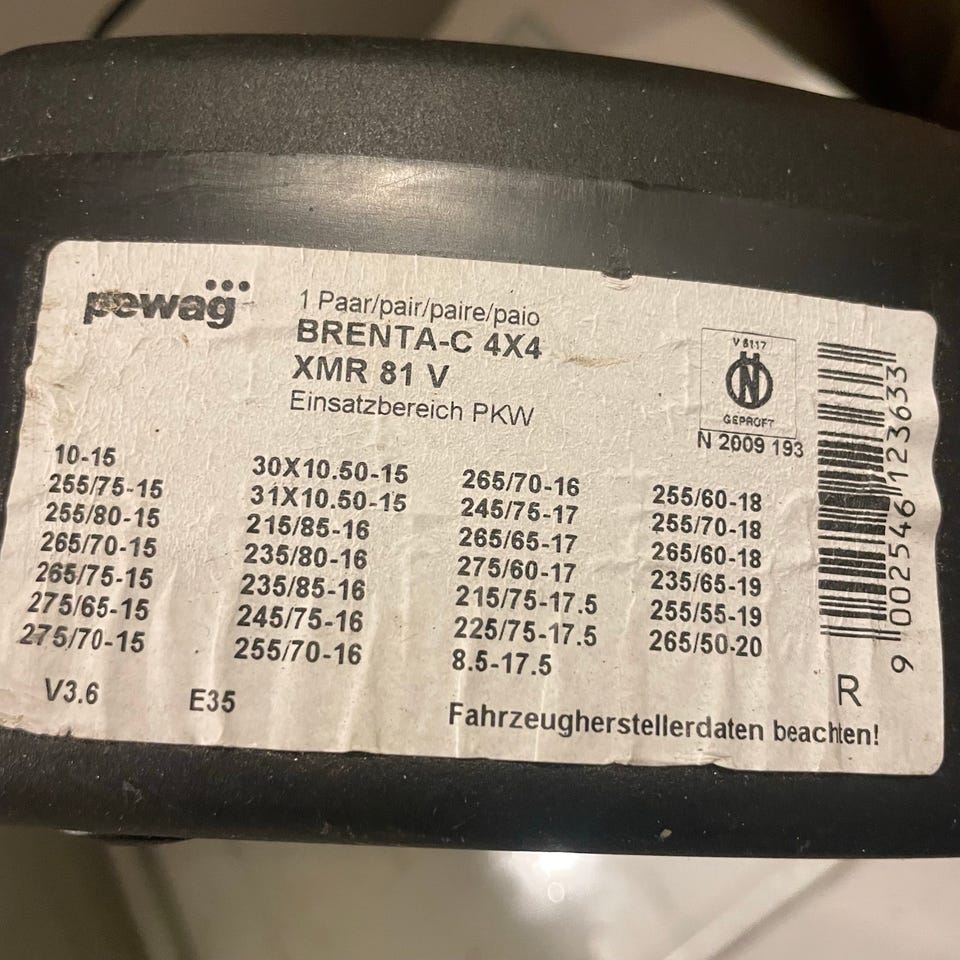 pewag
1 Paar/pair/paire/paio
BRENTA-C 4X4
XMR 81 V
Einsatzbereich PKW
V 5117
N
GEPRÜFT
N 2009 193
10-15
255/75-15
255/80-15
265/70-15
265/75-15
275/65-15
275/70-15
30X10.50-15
31X10.50-15
215/85-16
235/80-16
235/85-16
245/75-16
255/70-16
265/70-16
245/75-17
265/65-17
275/60-17
215/75-17.5
225/75-17.5
8.5-17.5
255/60-18
255/70-18
265/60-18
235/65-19
255/55-19
265/50-20
9 002546 123633
V3.6
E35
R
Fahrzeugherstellerdaten beachten!